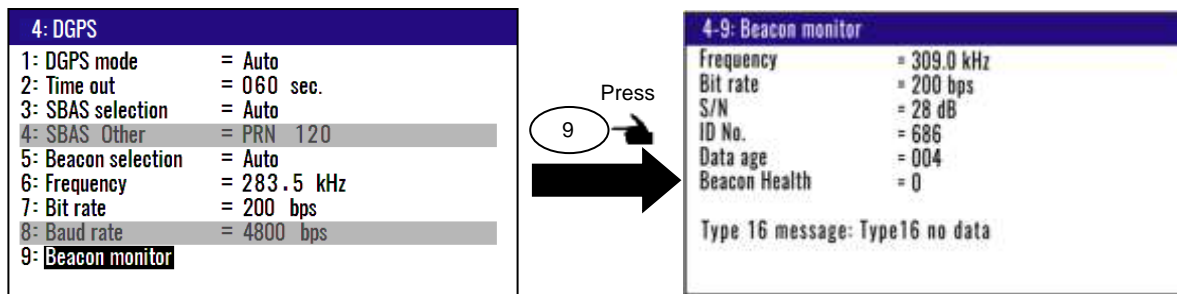 4: DGPS
1: DGPS mode = Auto
2: Time out = 060 sec.
3: SBAS selection = Auto
4: SBAS Other = PRN 120
5: Beacon selection = Auto
6: Frequency = 283.5 kHz
7: Bit rate = 200 bps
8: Baud rate = 4800 bps
9: Beacon monitor
Press
9
4-9: Beacon monitor
Frequency = 309.0 kHz
Bit rate = 200 bps
S/N = 28 dB
ID No. = 686
Data age = 004
Beacon Health = 0
Type 16 message: Type16 no data